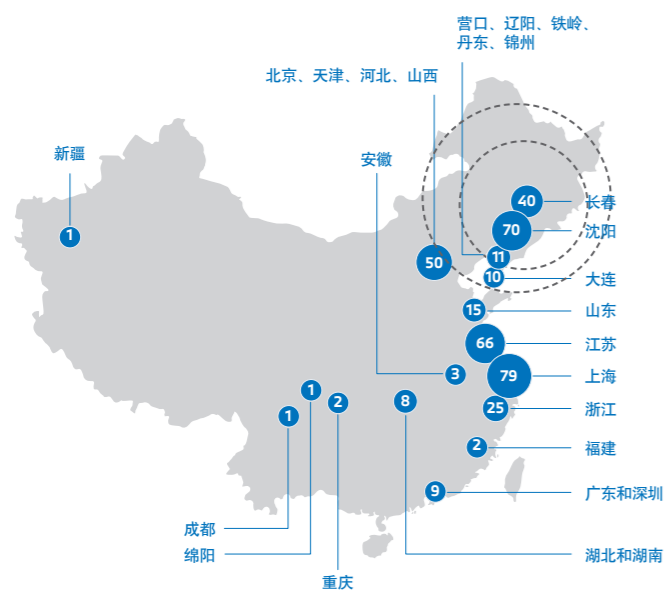 营口、辽阳、铁岭、
丹东、锦州
北京、天津、河北、山西
新疆
安徽
1
40
长春
70
沈阳
11
50
10
大连
15
山东
66
江苏
3
79
上海
1
2
8
25
浙江
1
2
福建
9
广东和深圳
成都
绵阳
湖北和湖南
重庆